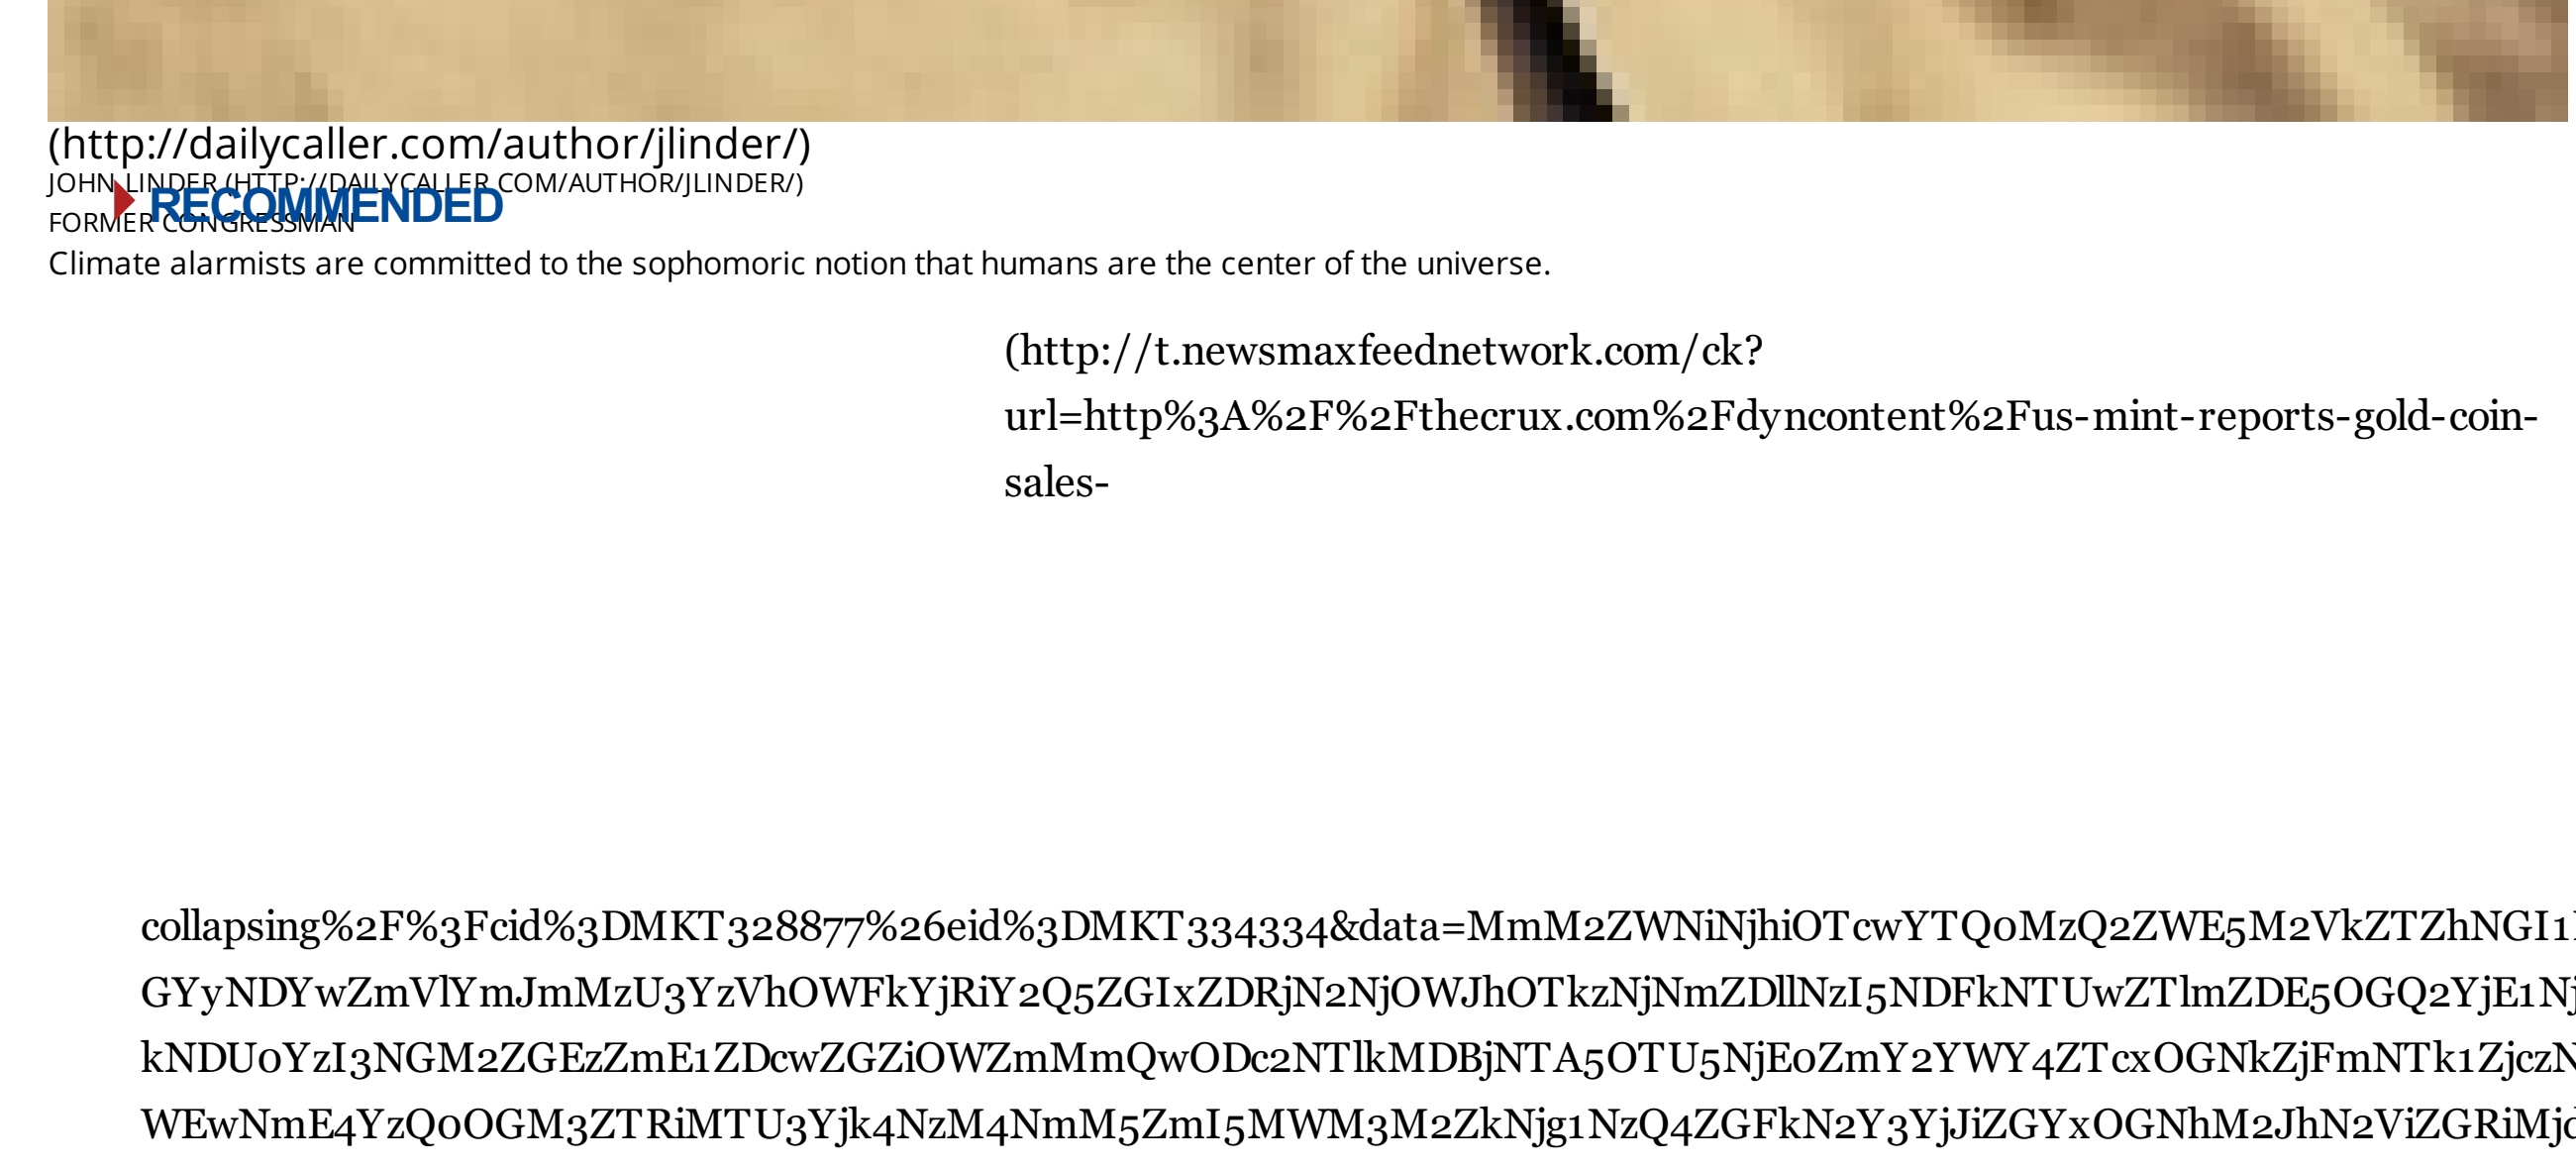 (http://dailycaller.com/author/jlinder/)
JOHN LINDER (HTTP://DAILYCALLER.COM/AUTHOR/JLINDER/)
RECOMMENDED
FORMER CONGRESSMAN
Climate alarmists are committed to the sophomoric notion that humans are the center of the universe.
(http://t.newsmaxfeednetwork.com/ck?
url=http%3A%2F%2Fthecrux.com%2Fdyncontent%2Fus-mint-reports-gold-coin-
sales-
collapsing%2F%3Fcid%3DMKT328877%26eid%3DMKT334334&data=MmM2ZWNiNjhiOTcwYTQ0MzQ2ZWE5M2VkZTZhNGI1
GYyNDYwZmVlYmJmMzU3YzVhOWFkYjRiY2Q5ZGIxZDRjN2NjOWJhOTkzNjNmZDllNzI5NDFkNTUwZTlmZDE5OGQ2YjE1Nj
kNDU0YzI3NGM2ZGEzZmE1ZDcwZGZiOWZmMmQwODc2NTlkMDBjNTA5OTU5NjE0ZmY2YWY4ZTcxOGNkZjFmNTk1ZjczN
WEwNmE4YzQ0OGM3ZTRiMTU3Yjk4NzM4NmM5ZmI5MWM3M2ZkNjg1NzQ4ZGFkN2Y3YjJiZGYxOGNhM2JhN2ViZGRiMjd